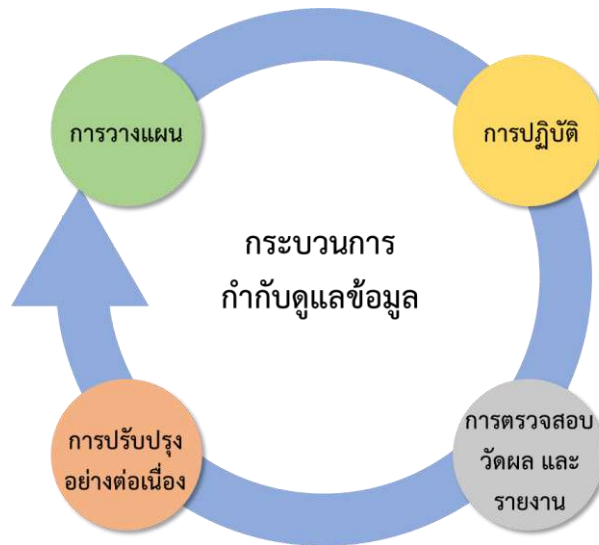 การวางแผน
การปฏิบัติ
กระบวนการ
กำกับดูแลข้อมูล
การตรวจสอบ
วัดผล และ
รายงาน
การปรับปรุง
อย่างต่อเนื่อง